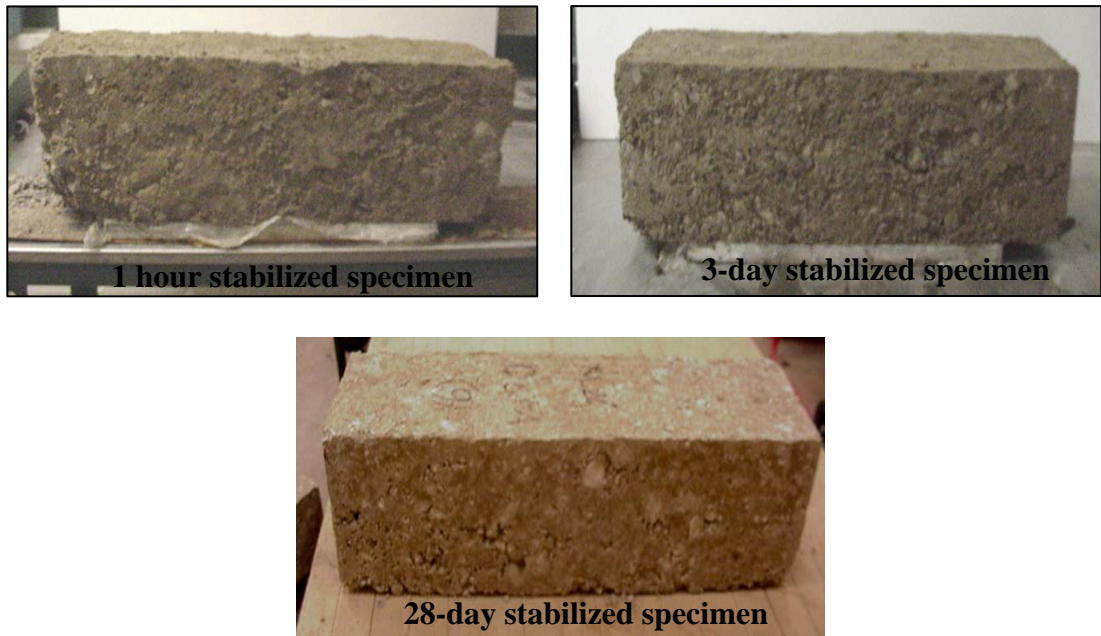 1 hour stabilized specimen
3-day stabilized specimen
28-day stabilized specimen